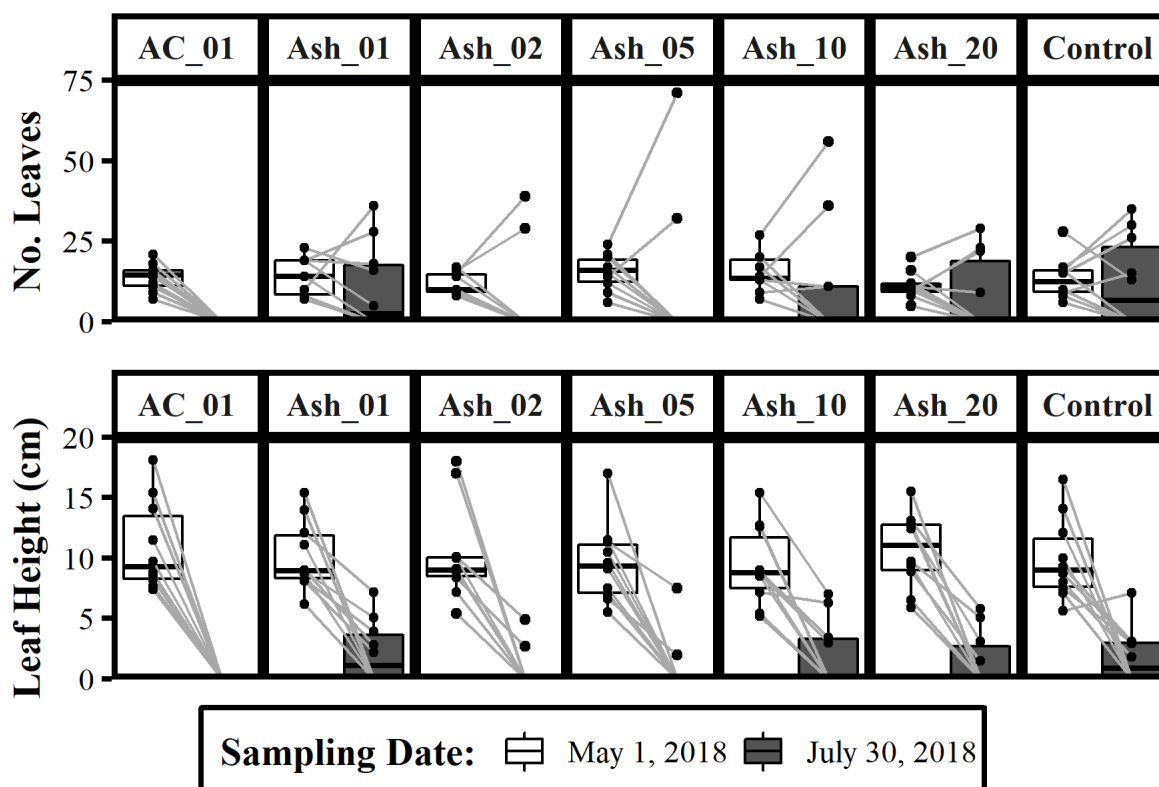 AC_01 Ash_01 Ash_02 Ash_05 Ash_10 Ash_20 Control
No. Leaves
75
50
25
0
AC_01 Ash_01 Ash_02 Ash_05 Ash_10 Ash_20 Control
Leaf Height (cm)
20
15
10
5
0
Sampling Date: May 1, 2018 July 30, 2018